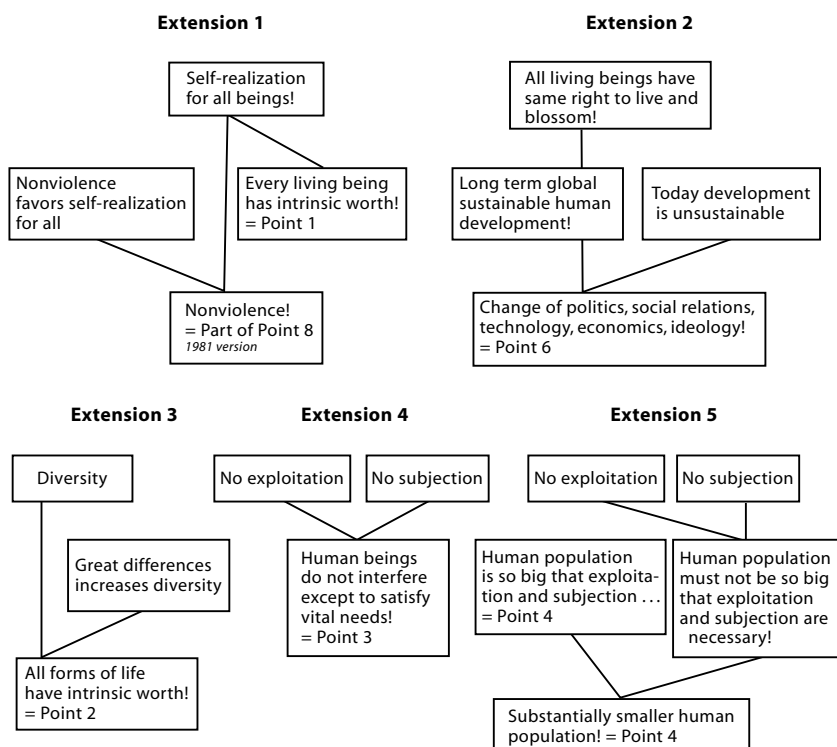 Extension 1
Self-realization
for all beings!
Nonviolence
favors self-realization
for all
Every living being
has intrinsic worth!
= Point 1
Nonviolence!
= Part of Point 8
1981 version
Extension 2
All living beings have
same right to live and
blossom!
Long term global
sustainable human
development!
Today development
is unsustainable
Change of politics, social relations,
technology, economics, ideology!
= Point 6
Extension 3
Diversity
Great differences
increases diversity
All forms of life
have intrinsic worth!
= Point 2
Extension 4
No exploitation
No subjection
Human beings
do not interfere
except to satisfy
vital needs!
= Point 3
Extension 5
No exploitation
No subjection
Human population
is so big that exploita-
tion and subjection ...
= Point 4
Human population
must not be so big
that exploitation
and subjection are
necessary!
Substantially smaller human
population! = Point 4